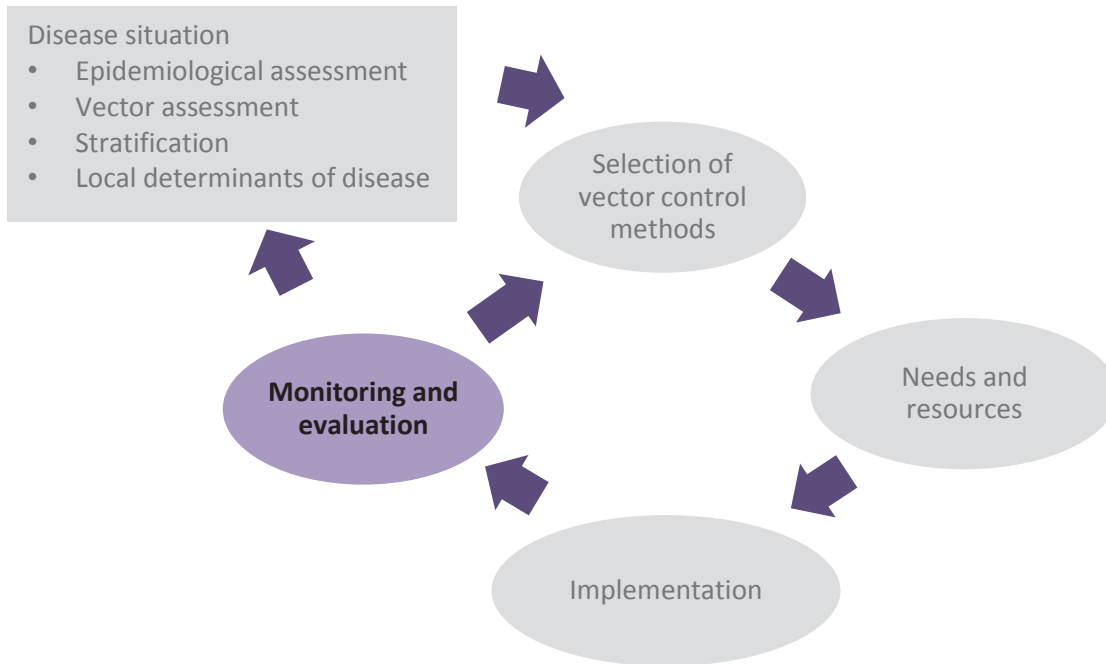 Disease situation
• Epidemiological assessment
• Vector assessment
• Stratification
• Local determinants of disease
Selection of
vector control
methods
Needs and
resources
Implementation
Monitoring and
evaluation